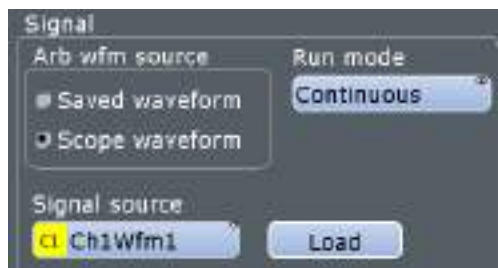 Signal
Arb wfm source
Run mode
Saved waveform
Continuous
Scope waveform
Signal source
C1 Ch1Wfm1
Load